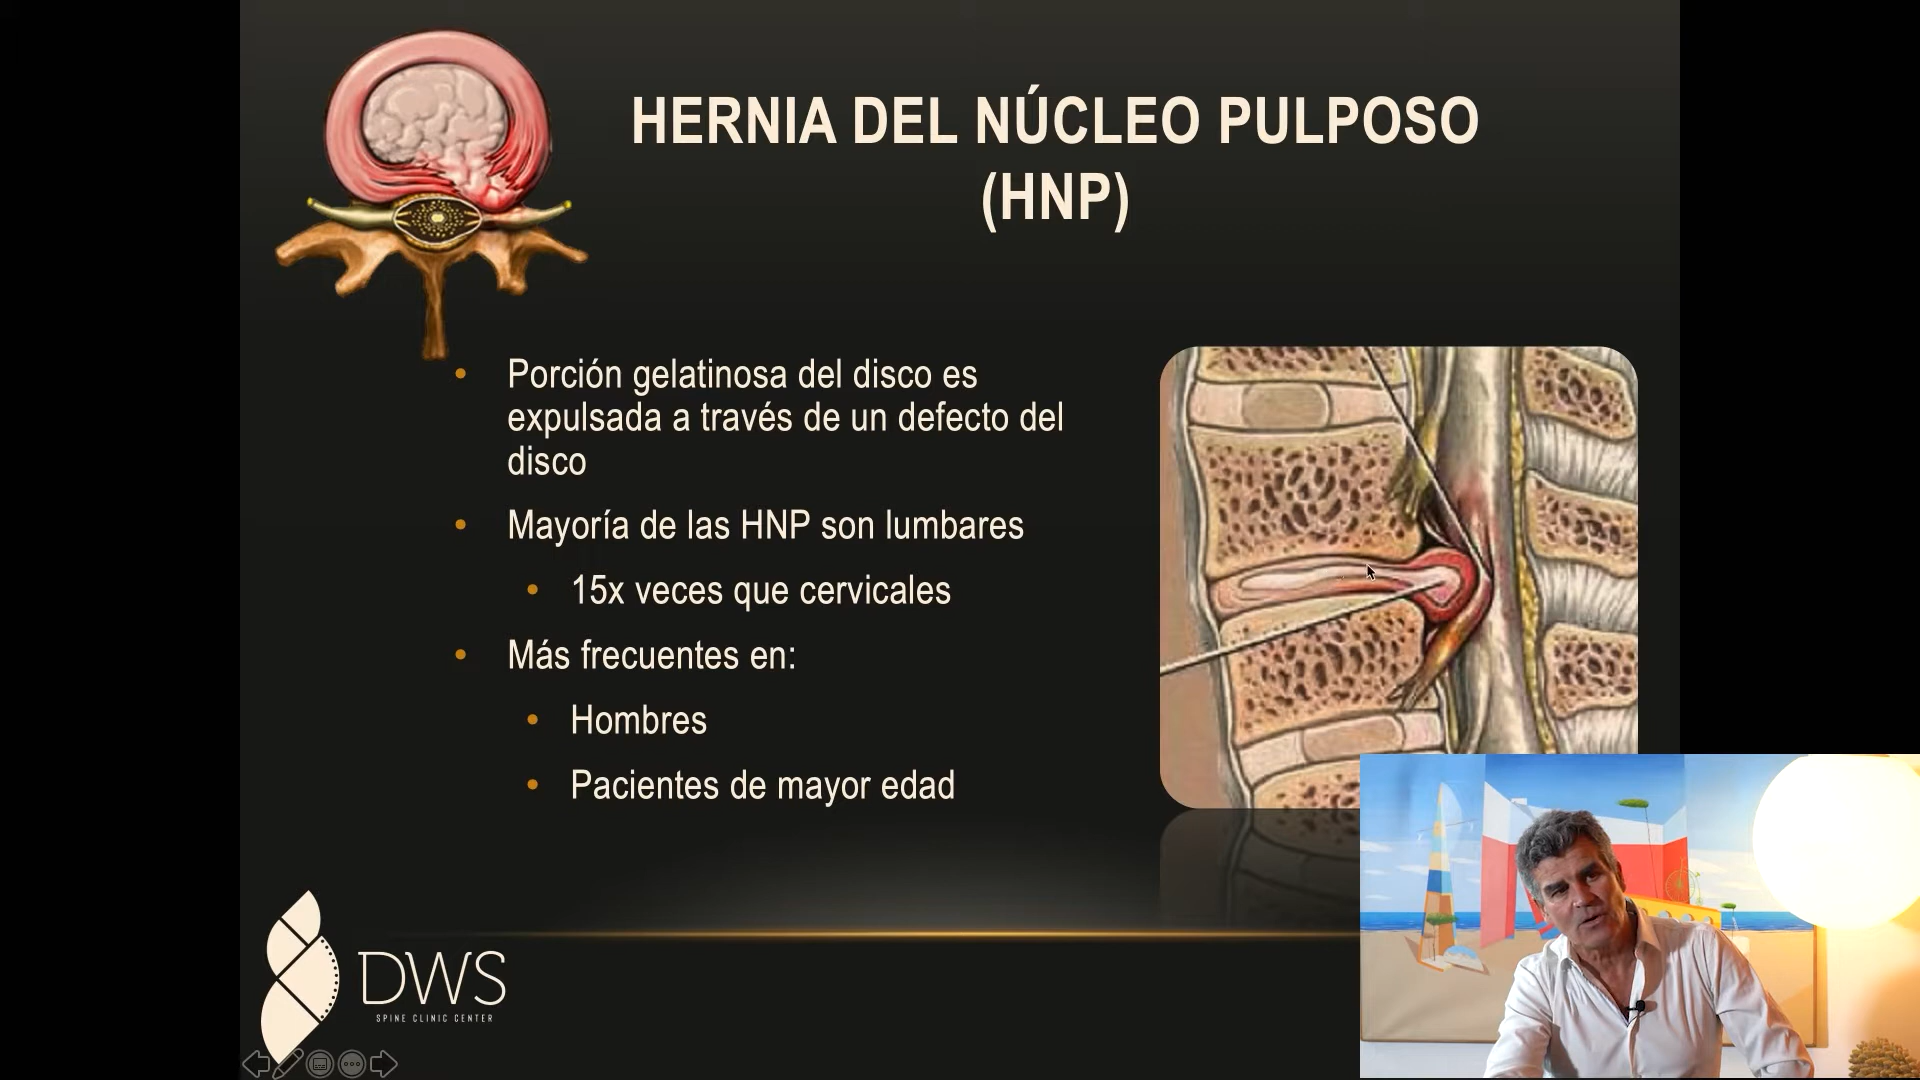 HERNIA DEL NÚCLEO PULPOSO
(HNP)
• Porción gelatinosa del disco es
expulsada a través de un defecto del
disco
• Mayoría de las HNP son lumbares
• 15x veces que cervicales
• Más frecuentes en:
• Hombres
• Pacientes de mayor edad
DWS
SPINE CLINIC CENTER